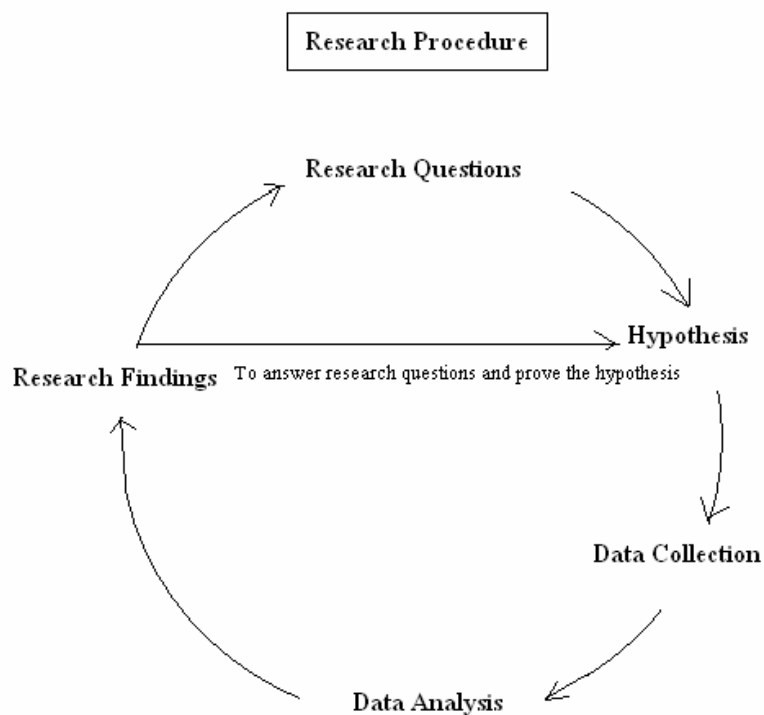 Research Procedure
Research Questions
Hypothesis
Research Findings
To answer research questions and prove the hypothesis
Data Collection
Data Analysis